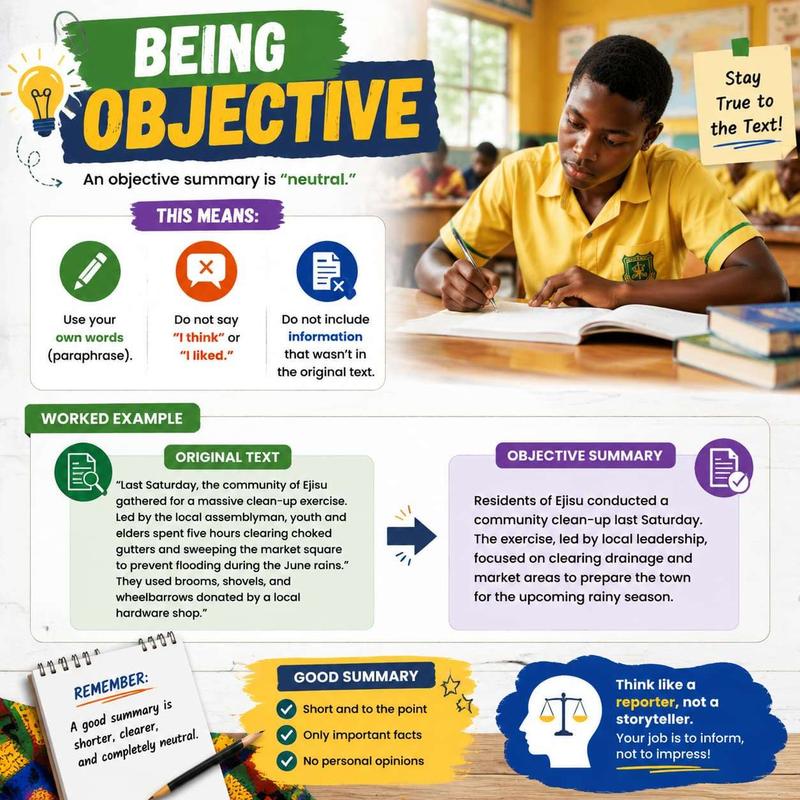 BEING
OBJECTIVE
An objective summary is “neutral.”
Stay
True to
the Text!
THIS MEANS:
Use your
own words
(paraphrase).
Do not say
“I think” or
“I liked.”
Do not include
information
that wasn’t in
the original text.
WORKED EXAMPLE
ORIGINAL TEXT
“Last Saturday, the community of Ejisu
gathered for a massive clean-up exercise.
Led by the local assemblyman, youth and
elders spent five hours clearing choked
gutters and sweeping the market square
to prevent flooding during the June rains.”
They used brooms, shovels, and
wheelbarrows donated by a local
hardware shop.”
OBJECTIVE SUMMARY
Residents of Ejisu conducted a
community clean-up last Saturday.
The exercise, led by local leadership,
focused on clearing drainage and
market areas to prepare the town
for the upcoming rainy season.
REMEMBER:
A good summary is
shorter, clearer,
and completely neutral.
GOOD SUMMARY
Short and to the point
Only important facts
No personal opinions
Think like a
reporter, not a
storyteller.
Your job is to inform,
not to impress!